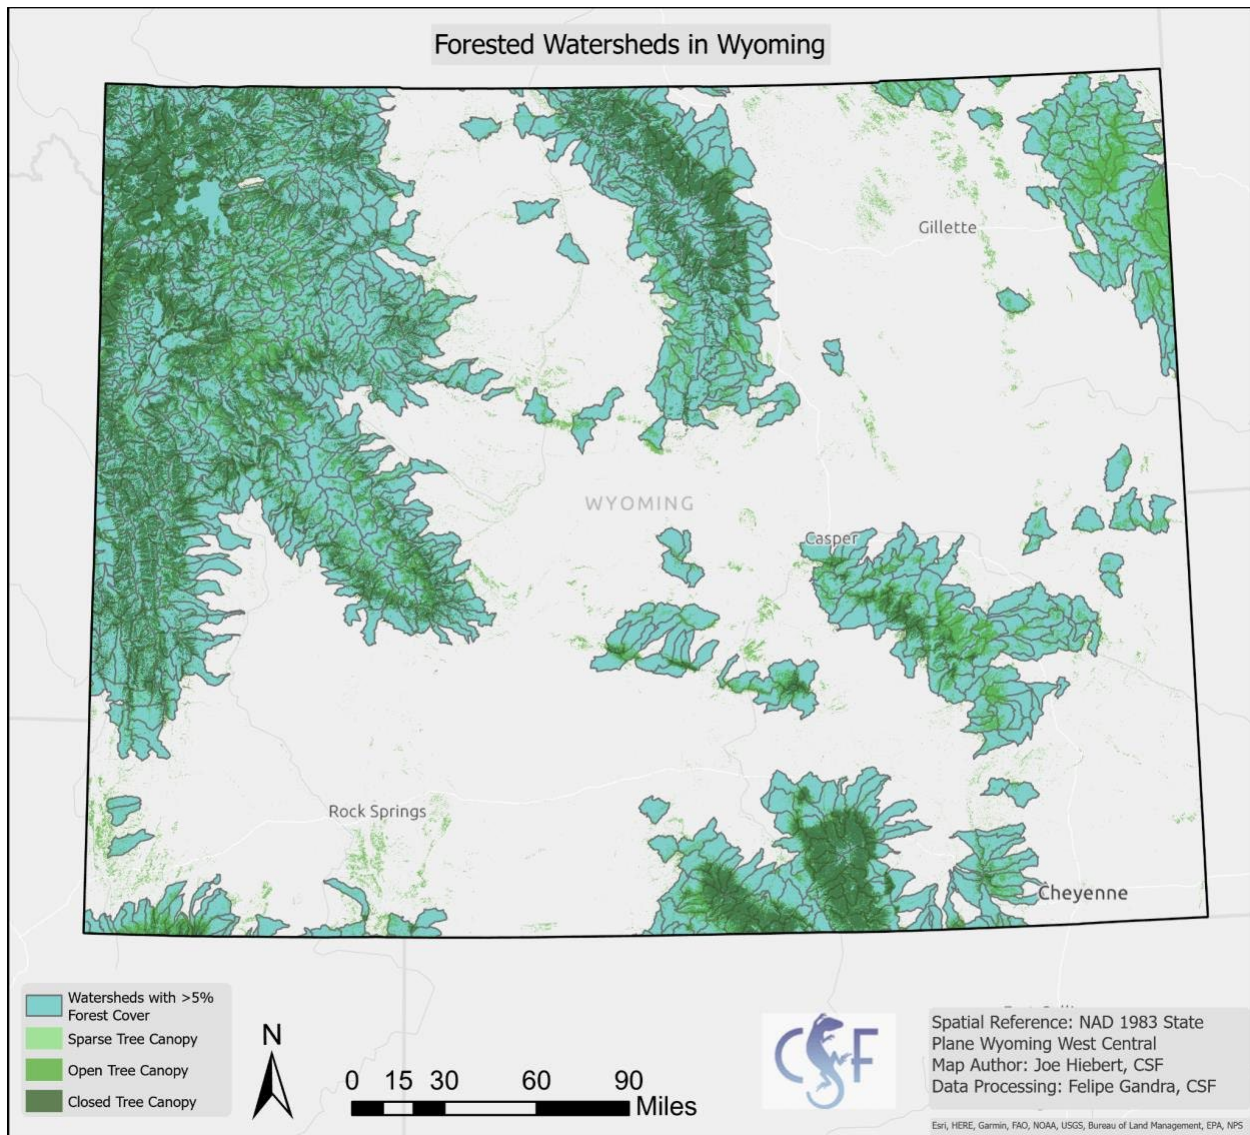 Forested Watersheds in Wyoming
Gillette
WYOMING
Casper
Rock Springs
Cheyenne
Watersheds with >5%
Forest Cover
Sparse Tree Canopy
Open Tree Canopy
Closed Tree Canopy
N
0 15 30 60 90
Miles
CSF
Spatial Reference: NAD 1983 State
Plane Wyoming West Central
Map Author: Joe Hiebert, CSF
Data Processing: Felipe Gandra, CSF
Esri, HERE, Garmin, FAO, NOAA, USGS, Bureau of Land Management, EPA, NPS